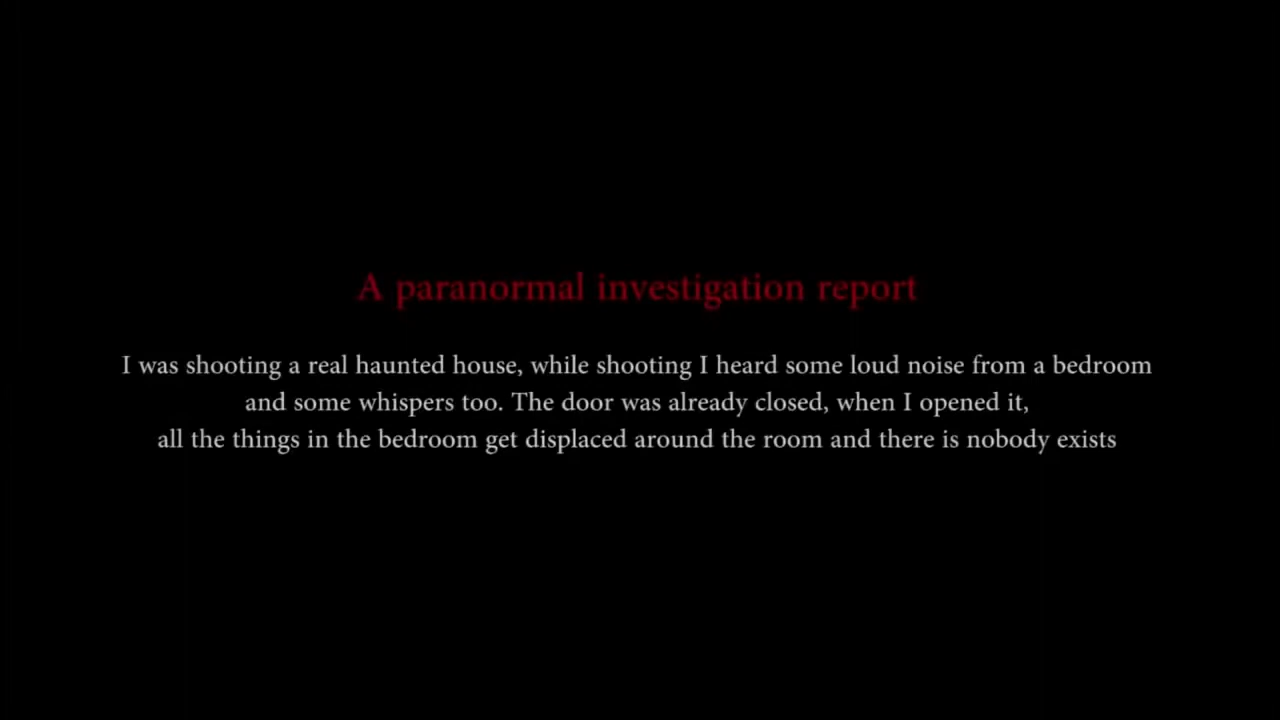 A paranormal investigation report
I was shooting a real haunted house, while shooting I heard some loud noise from a bedroom
and some whispers too. The door was already closed, when I opened it,
all the things in the bedroom get displaced around the room and there is nobody exists